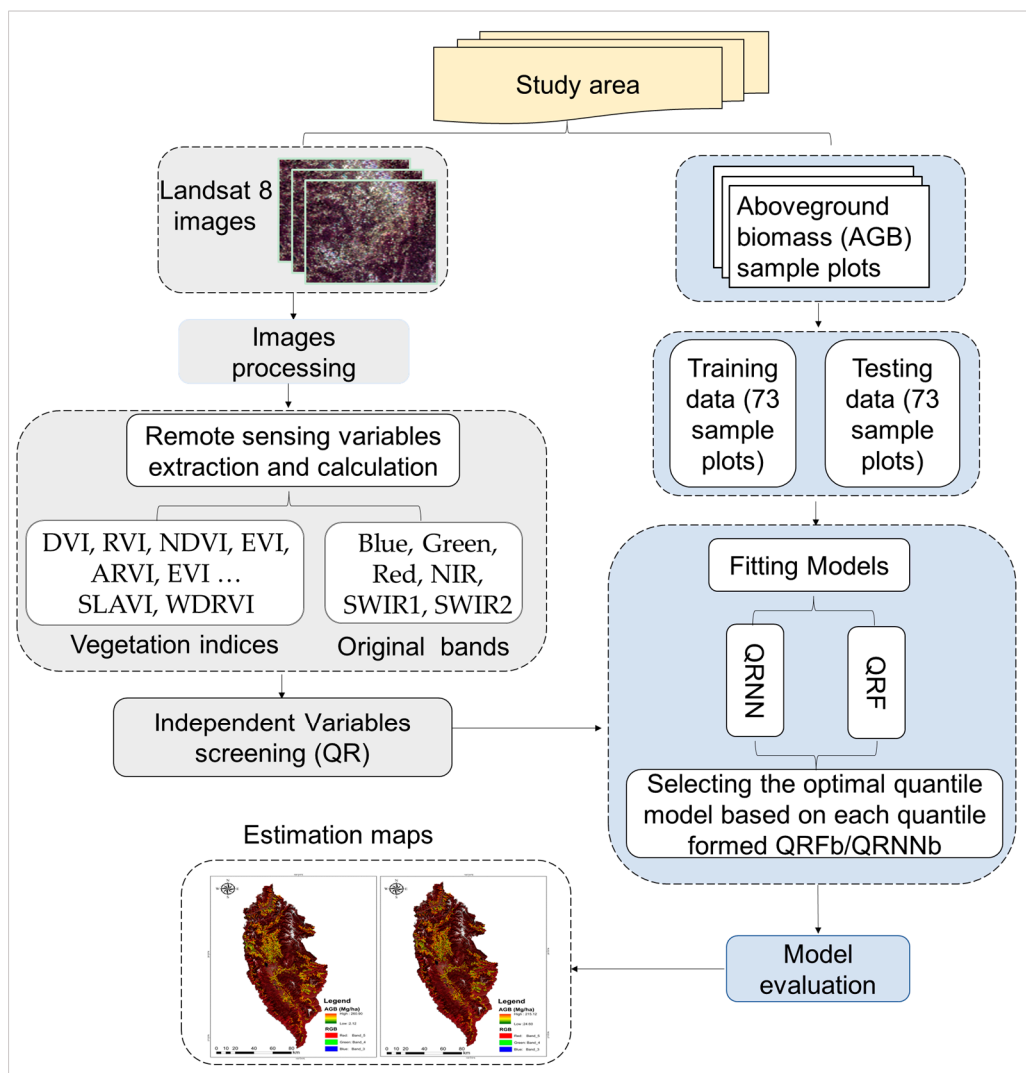 Study area
Landsat 8
images
Aboveground
biomass (AGB)
sample plots
Images
processing
Training
data (73
sample
plots)
Testing
data (73
sample
plots)
Remote sensing variables
extraction and calculation
DVI, RVI, NDVI, EVI,
ARVI, EVI …
SLAVI, WDRVI
Vegetation indices
Blue, Green,
Red, NIR,
SWIR1, SWIR2
Original bands
Independent Variables
screening (QR)
Fitting Models
QRNN
QRF
Selecting the optimal quantile
model based on each quantile
formed QRFb/QRNNb
Model
evaluation
Estimation maps
Legend
AGB (Mg/ha)
RGB
Red: Band_5
Green: Band_4
Blue: Band_3
0 10 20 40 60 80
km
Legend
AGB (Mg/ha)
RGB
Red: Band_5
Green: Band_4
Blue: Band_3
0 10 20 40 60 80
km